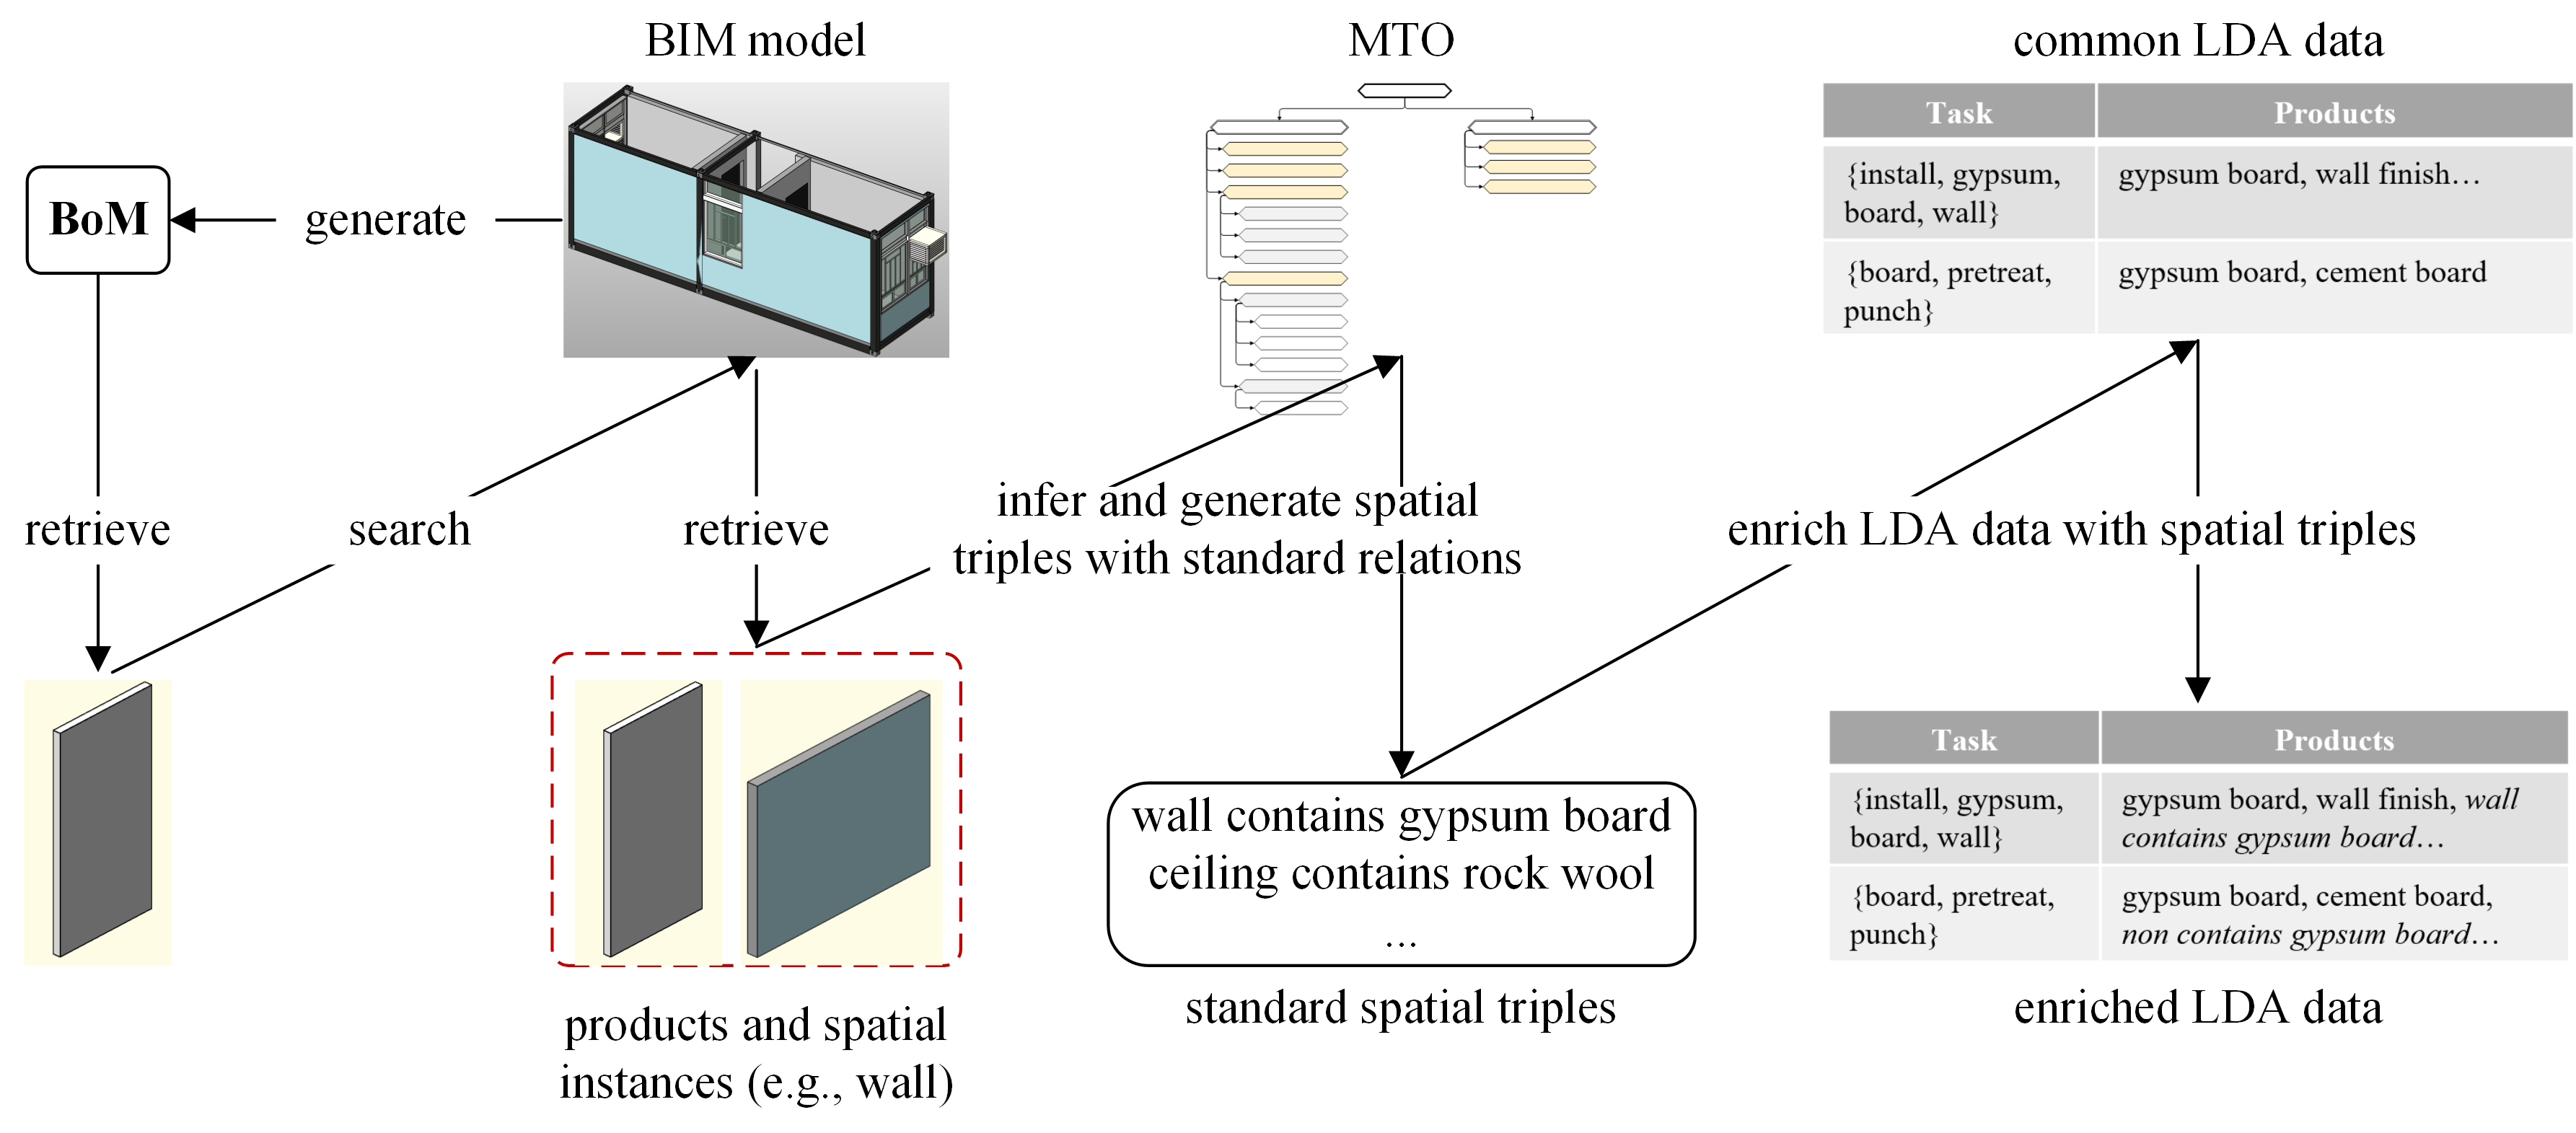 BIM model
MTO
common LDA data
Task
Products
{install, gypsum,
board, wall}
gypsum board, wall finish…
{board, pretreat,
punch}
gypsum board, cement board
BoM
generate
retrieve
search
retrieve
infer and generate spatial
triples with standard relations
enrich LDA data with spatial triples
wall contains gypsum board
ceiling contains rock wool
...
standard spatial triples
products and spatial
instances (e.g., wall)
Task
Products
{install, gypsum,
board, wall}
gypsum board, wall finish, wall
contains gypsum board…
{board, pretreat,
punch}
gypsum board, cement board,
non contains gypsum board…
enriched LDA data